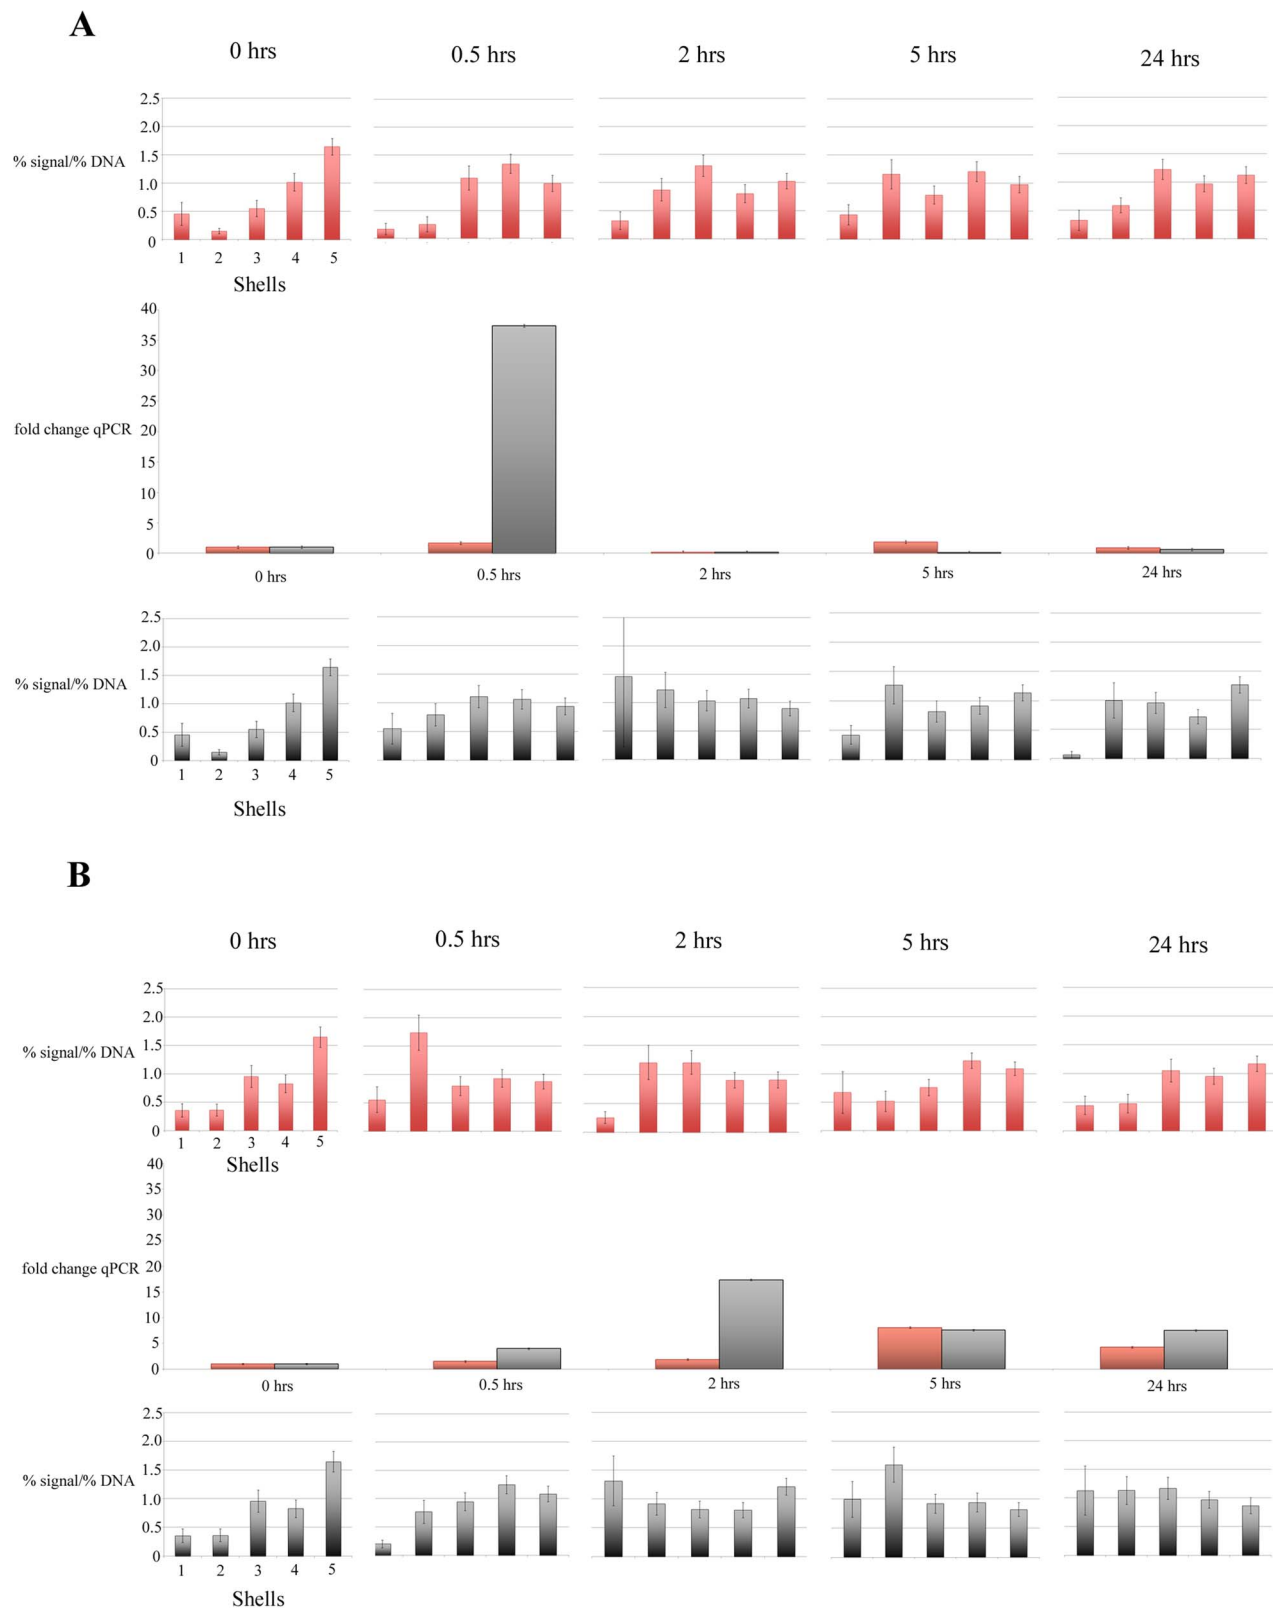 A
0 hrs
0.5 hrs
2 hrs
5 hrs
24 hrs
2.5
2.0
1.5
1.0
0.5
0
% signal/% DNA
1 2 3 4 5
Shells
40
35
30
25
20
15
10
5
0
fold change qPCR
0 hrs 0.5 hrs 2 hrs 5 hrs 24 hrs
2.5
2.0
1.5
1.0
0.5
0
% signal/% DNA
1 2 3 4 5
Shells
B
0 hrs
0.5 hrs
2 hrs
5 hrs
24 hrs
2.5
2.0
1.5
1.0
0.5
0
% signal/% DNA
1 2 3 4 5
Shells
40
35
30
25
20
15
10
5
0
fold change qPCR
0 hrs 0.5 hrs 2 hrs 5 hrs 24 hrs
2.5
2.0
1.5
1.0
0.5
0
% signal/% DNA
1 2 3 4 5
Shells